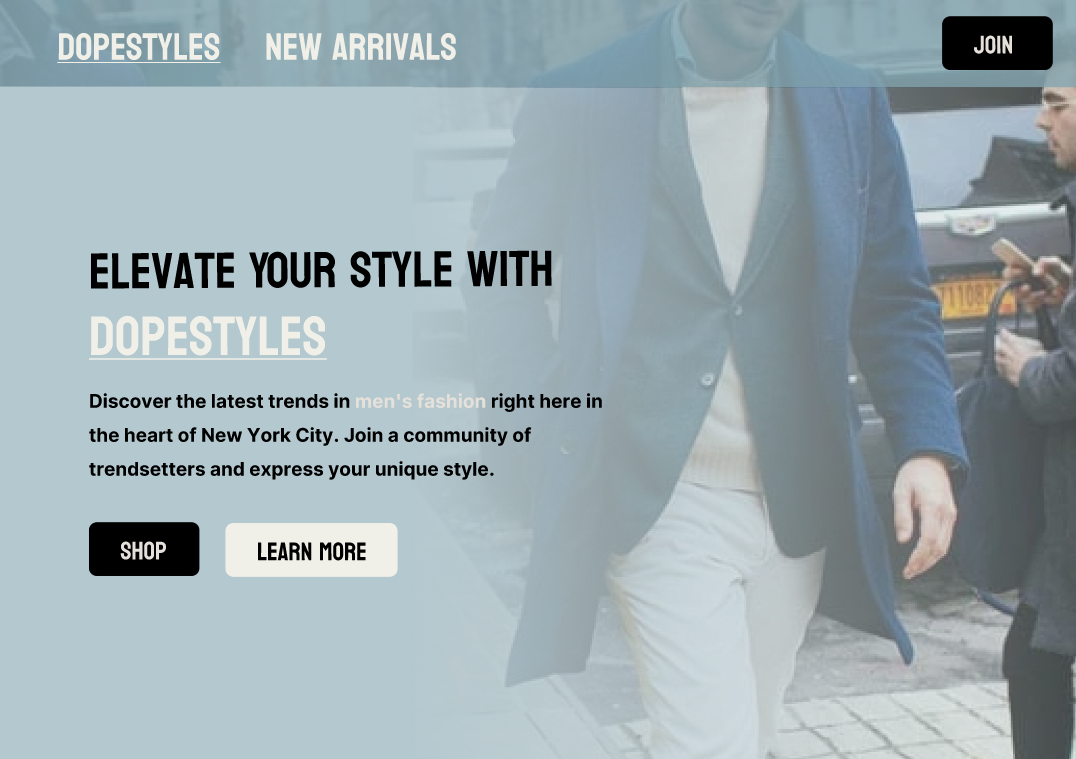 DOPESTYLES NEW ARRIVALS JOIN
ELEVATE YOUR STYLE WITH
DOPESTYLES
Discover the latest trends in men's fashion right here in
the heart of New York City. Join a community of
trendsetters and express your unique style.
SHOP LEARN MORE